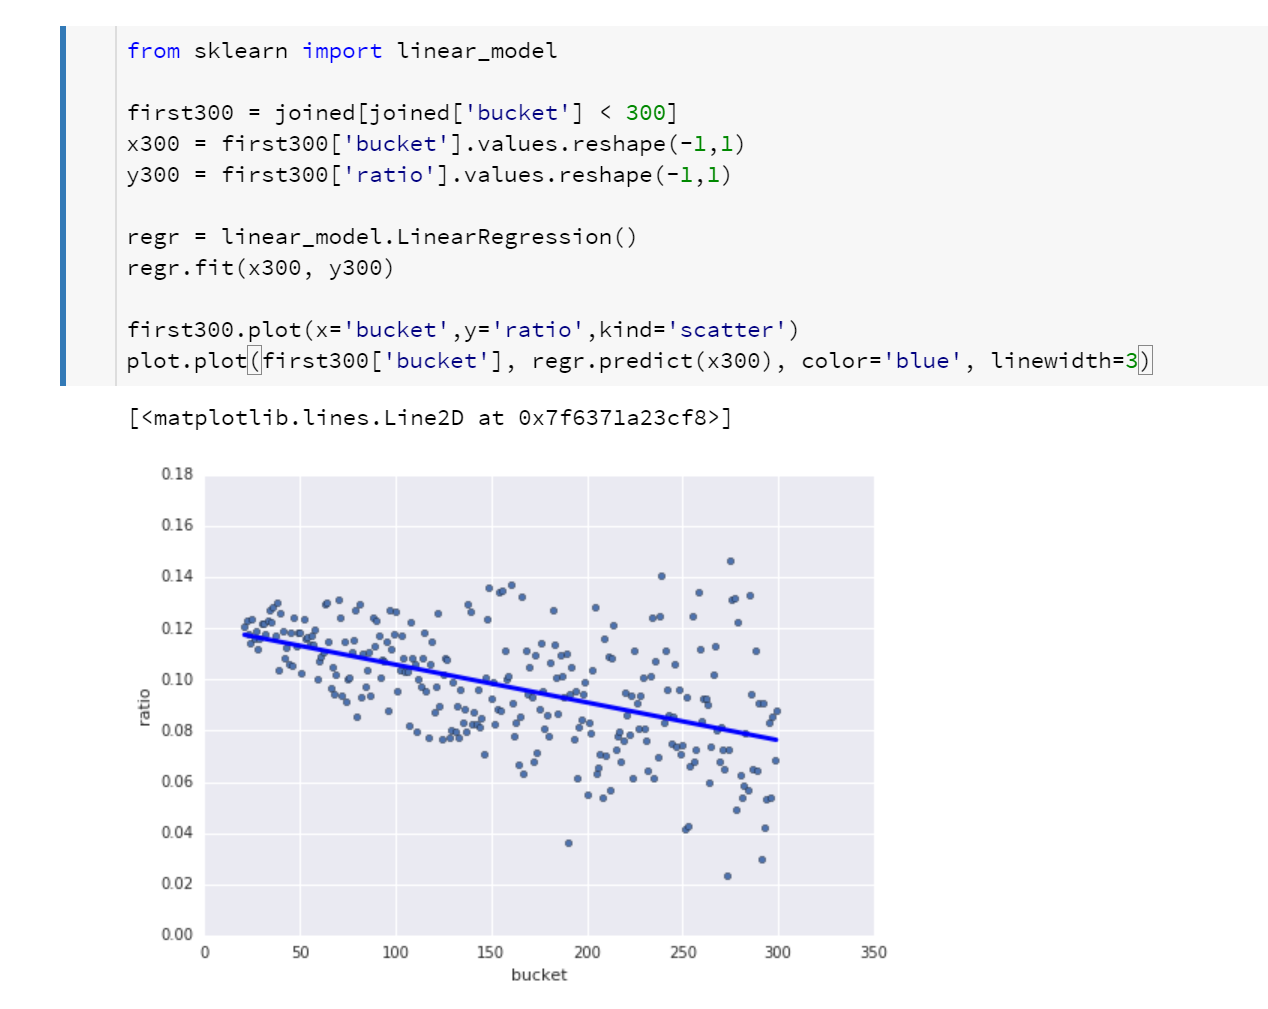 from sklearn import linear_model
first300 = joined[joined['bucket'] < 300]
x300 = first300['bucket'].values.reshape(-1,1)
y300 = first300['ratio'].values.reshape(-1,1)
regr = linear_model.LinearRegression()
regr.fit(x300, y300)
first300.plot(x='bucket',y='ratio',kind='scatter')
plot.plot(first300['bucket'], regr.predict(x300), color='blue', linewidth=3)
[<matplotlib.lines.Line2D at 0x7f6371a23cf8>]
0.18
0.16
0.14
0.12
0.10
0.08
0.06
0.04
0.02
0.00
ratio
0 50 100 150 200 250 300 350
bucket